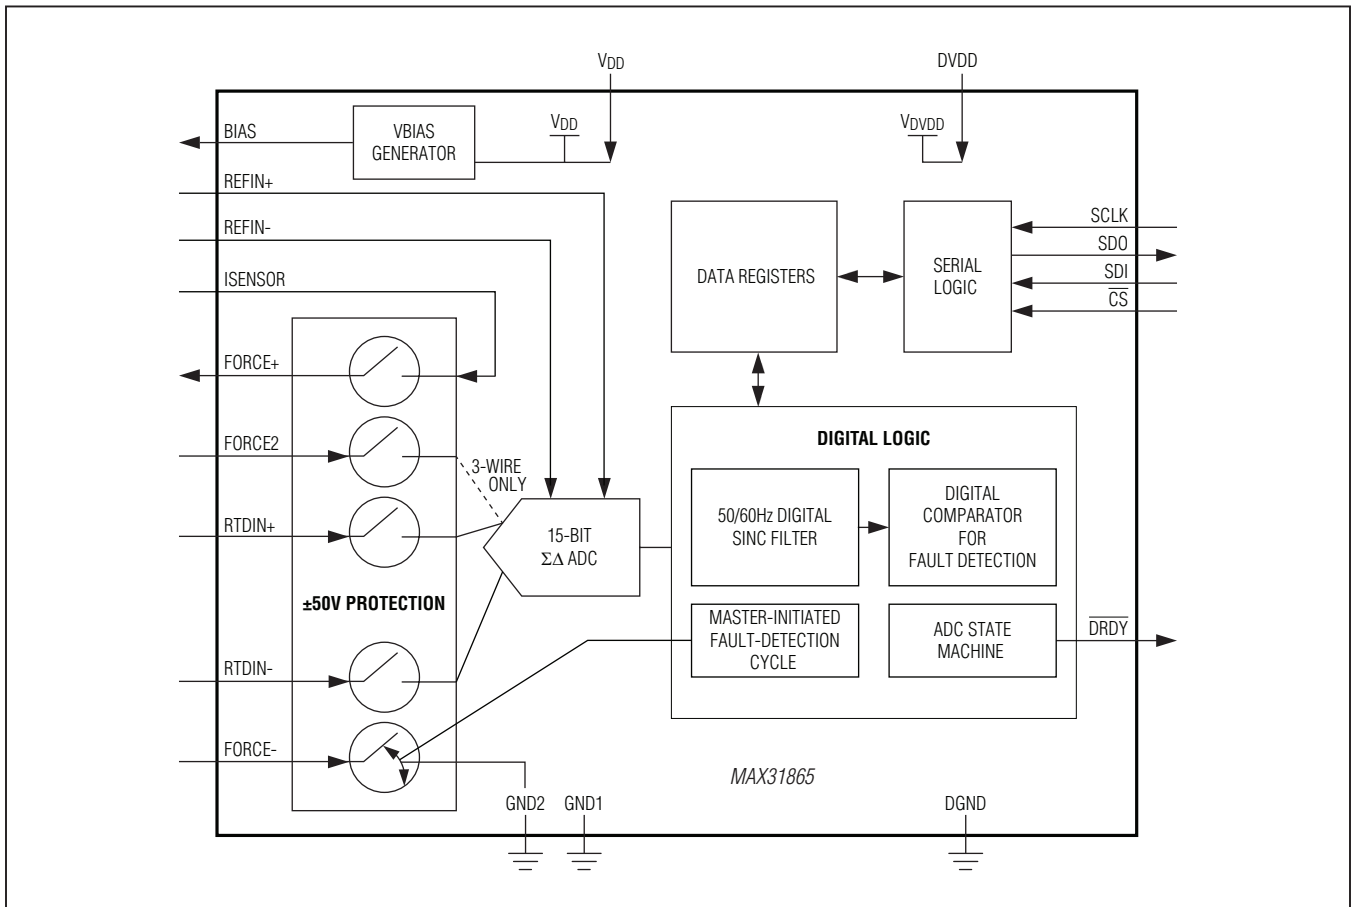 VDD
DVDD
BIAS
VBIAS
GENERATOR
VDD
VDVDD
REFIN+
REFIN-
ISENSOR
FORCE+
FORCE2
RTDIN+
±50V PROTECTION
RTDIN-
FORCE-
3-WIRE
ONLY
15-BIT
ΣΔ ADC
DATA REGISTERS
SERIAL
LOGIC
SCLK
SDO
SDI
C̅S̅
DIGITAL LOGIC
50/60Hz DIGITAL
SINC FILTER
DIGITAL
COMPARATOR
FOR
FAULT DETECTION
MASTER-INITIATED
FAULT-DETECTION
CYCLE
ADC STATE
MACHINE
D̅R̅D̅Y̅
MAX31865
GND2
GND1
DGND